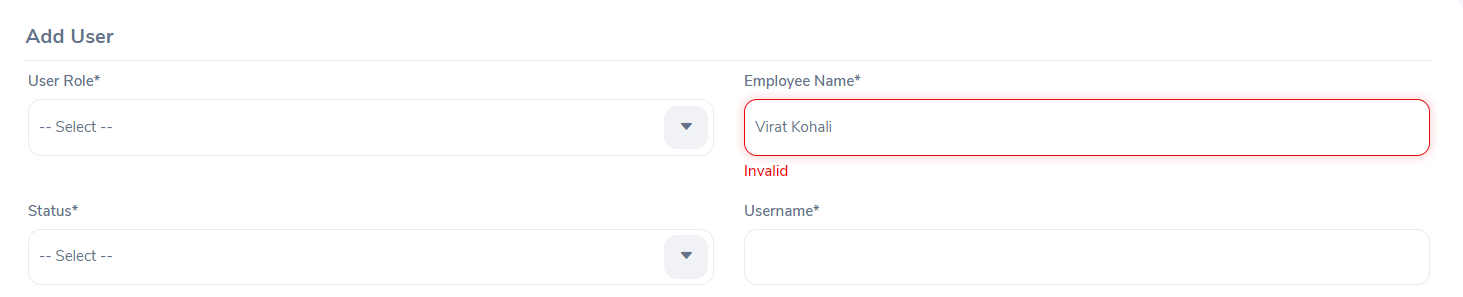 Add User
User Role*
Employee Name*
-- Select --
Virat Kohali
Invalid
Status*
Username*
-- Select --